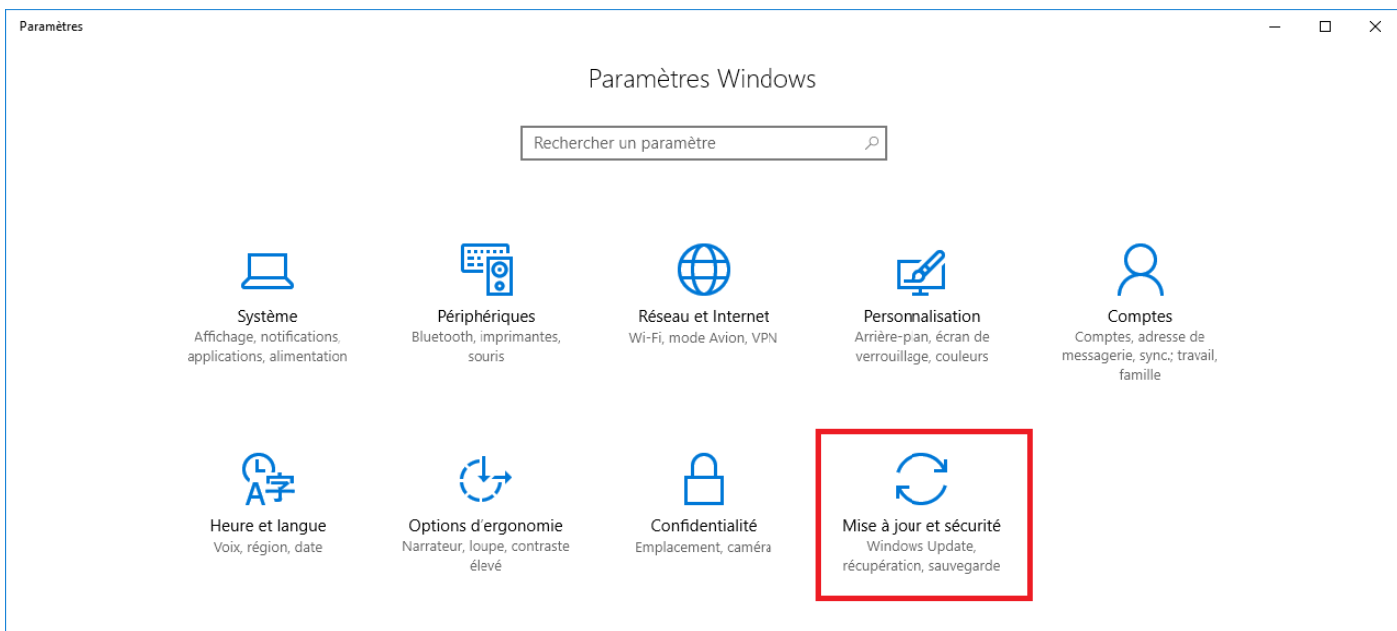 Paramètres
Paramètres Windows
Rechercher un paramètre
Système
Affichage, notifications,
applications, alimentation
Périphériques
Bluetooth, imprimantes,
souris
Réseau et Internet
Wi-Fi, mode Avion, VPN
Personnalisation
Arrière-plan, écran de
verrouillage, couleurs
Comptes
Comptes, adresse de
messagerie, sync.; travail,
famille
Heure et langue
Voix, région, date
Options d'ergonomie
Narrateur, loupe, contraste
élevé
Confidentialité
Emplacement, caméra
Mise à jour et sécurité
Windows Update,
récupération, sauvegarde